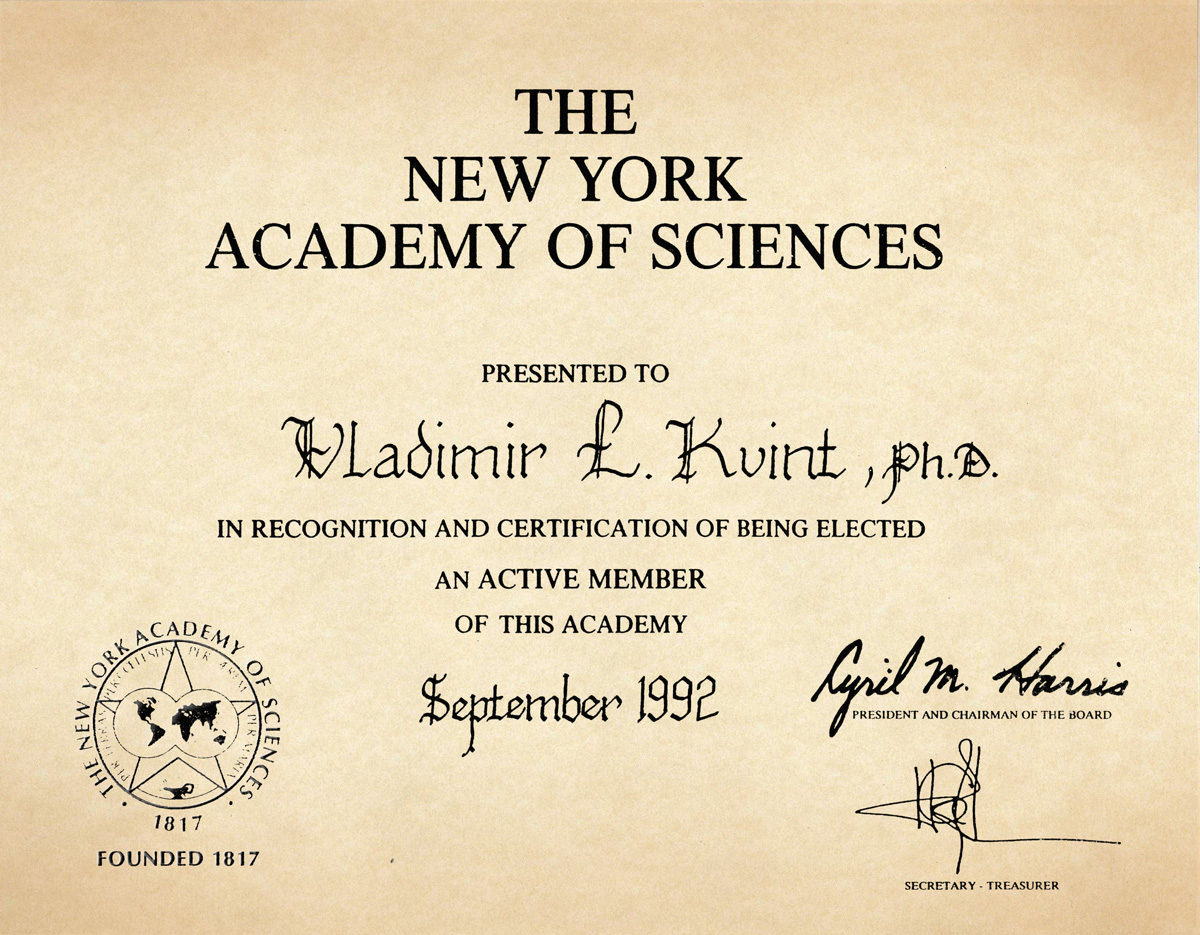 THE
NEW YORK
ACADEMY OF SCIENCES
PRESENTED TO
Vladimir L. Kvint, Ph.D.
IN RECOGNITION AND CERTIFICATION OF BEING ELECTED
AN ACTIVE MEMBER
OF THIS ACADEMY
September 1992
THE NEW YORK ACADEMY OF SCIENCES
1817
FOUNDED 1817
Cyril M. Harris
PRESIDENT AND CHAIRMAN OF THE BOARD
SECRETARY - TREASURER